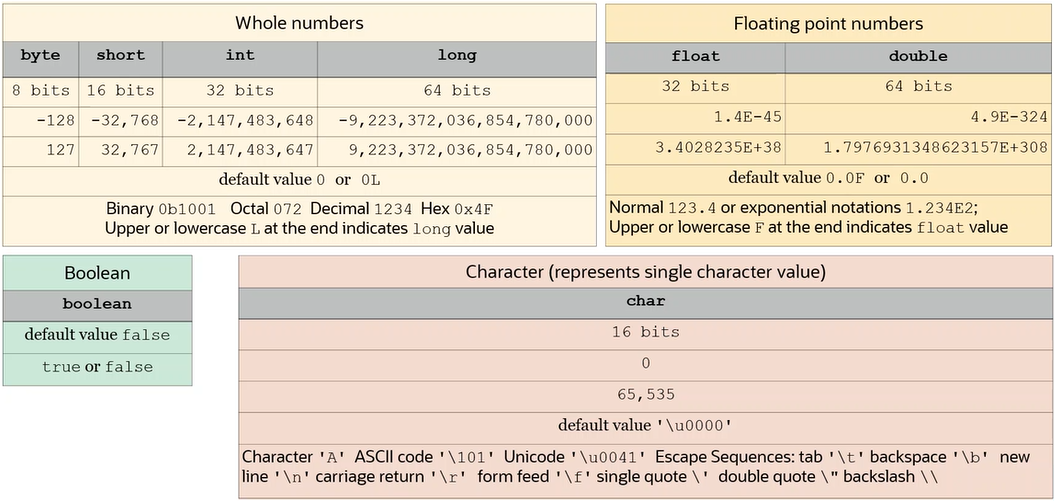 Whole numbers
byte short int long
8 bits 16 bits 32 bits 64 bits
-128 -32,768 -2,147,483,648 -9,223,372,036,854,780,000
127 32,767 2,147,483,647 9,223,372,036,854,780,000
default value 0 or 0L
Binary 0b1001 Octal 072 Decimal 1234 Hex 0x4F
Upper or lowercase L at the end indicates long value
Floating point numbers
float double
32 bits 64 bits
1.4E-45 4.9E-324
3.4028235E+38 1.7976931348623157E+308
default value 0.0F or 0.0
Normal 123.4 or exponential notations 1.234E2;
Upper or lowercase F at the end indicates float value
Boolean
boolean
default value false
true or false
Character (represents single character value)
char
16 bits
0
65,535
default value '\u0000'
Character 'A' ASCII code '\101' Unicode '\u0041' Escape Sequences: tab '\t' backspace '\b' new
line '\n' carriage return '\r' form feed '\f' single quote \' double quote \" backslash \\